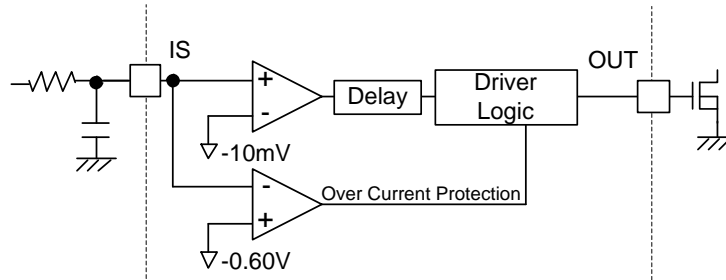 IS
OUT
+
-
Delay
Driver
Logic
-10mV
-
+
Over Current Protection
-0.60V